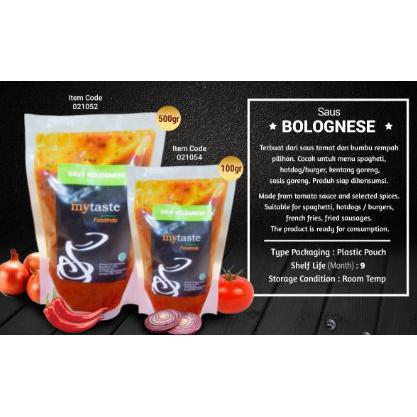 Item Code
021052
500gr
Item Code
021054
100gr
SAUS BOLOGNESE
mytaste
Foodindo
SAUS BOLOGNESE
mytaste
Foodindo
Saus
★ BOLOGNESE ★
Terbuat dari saus tomat dan bumbu rempah
pilihan. Cocok untuk menu spagheti,
hotdog/burger, kentang goreng,
sosis goreng. Produk siap dikonsumsi.
Made from tomato sauce and selected spices.
Suitable for spaghetti, hotdogs / burgers,
french fries, fried sausages.
The product is ready for consumption.
Type Packaging : Plastic Pouch
Shelf Life (Month) : 9
Storage Condition : Room Temp